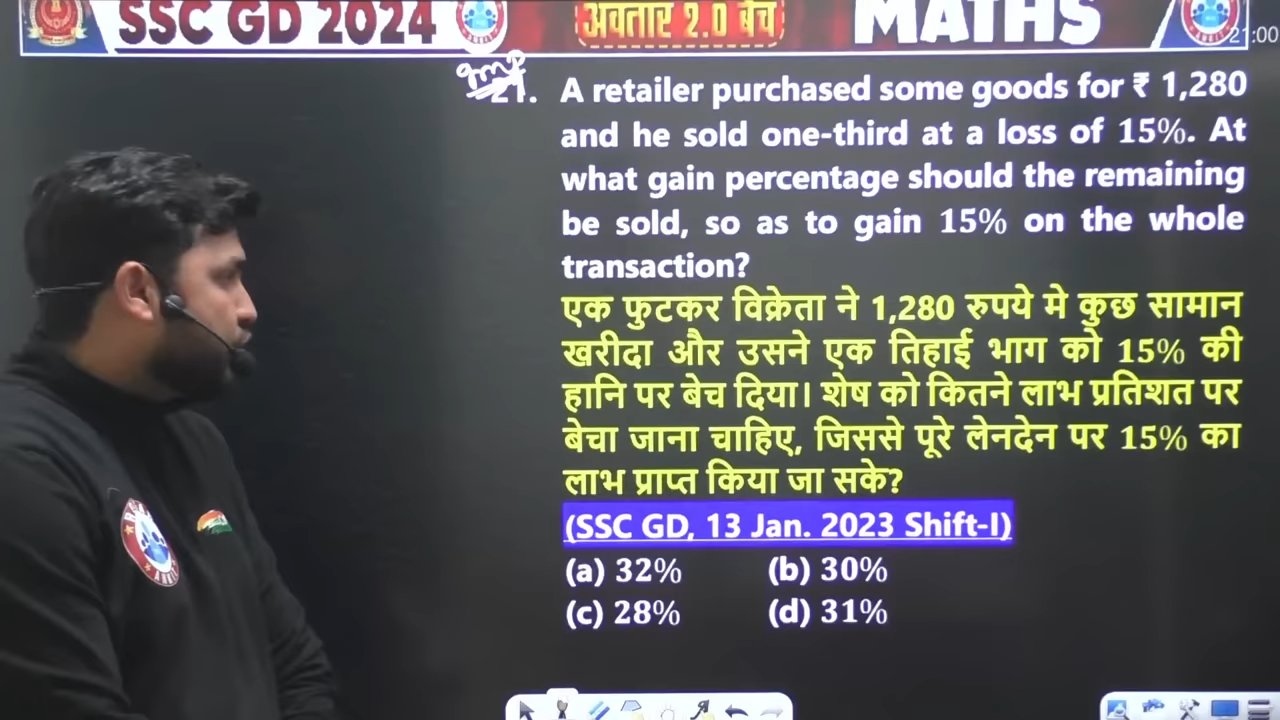 SSC GD 2024
अवतार 2.0 बैच
MATHS
21:00
Imp
21. A retailer purchased some goods for ₹ 1,280
and he sold one-third at a loss of 15%. At
what gain percentage should the remaining
be sold, so as to gain 15% on the whole
transaction?
एक फुटकर विक्रेता ने 1,280 रुपये मे कुछ सामान
खरीदा और उसने एक तिहाई भाग को 15% की
हानि पर बेच दिया। शेष को कितने लाभ प्रतिशत पर
बेचा जाना चाहिए, जिससे पूरे लेनदेन पर 15% का
लाभ प्राप्त किया जा सके?
(SSC GD, 13 Jan. 2023 Shift-I)
(a) 32% (b) 30%
(c) 28% (d) 31%